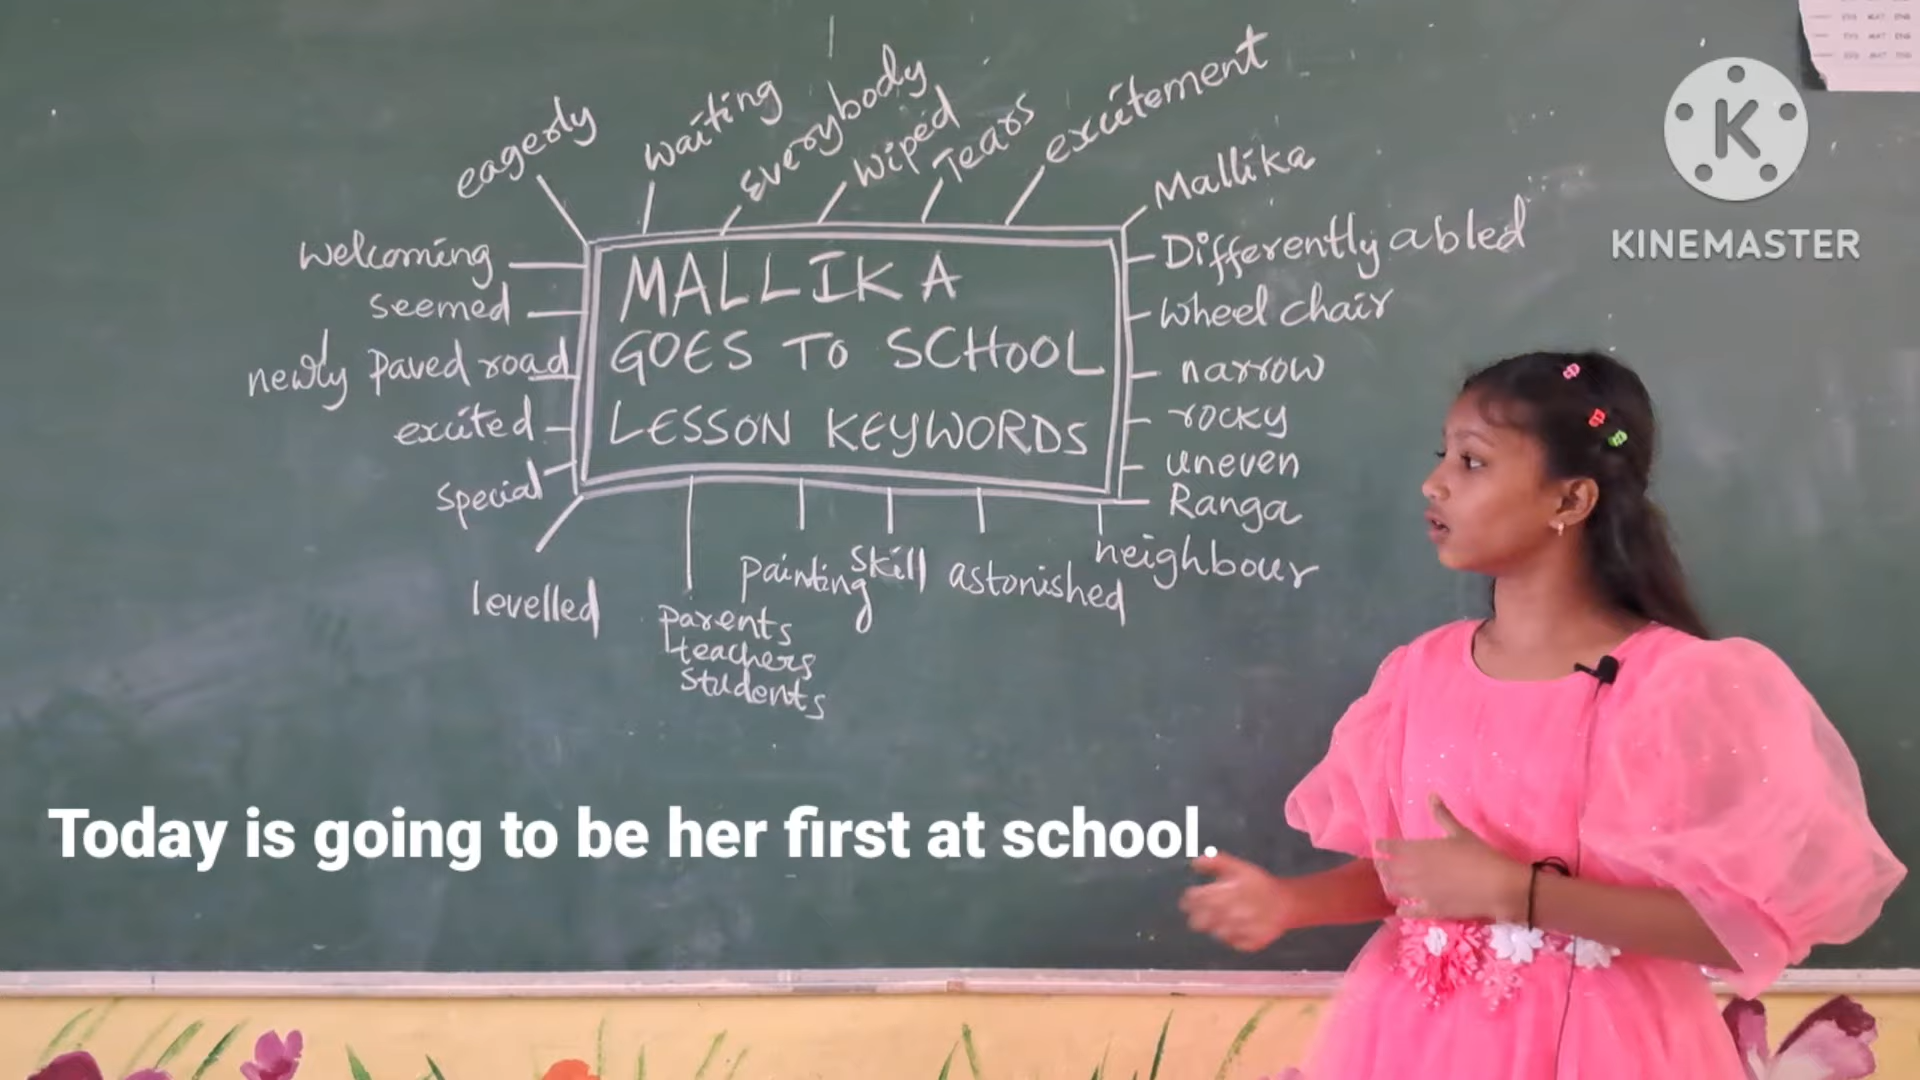 eagerly
waiting
Everybody
wiped
Tears
excitement
Mallika
Differently abled
wheel chair
narrow
rocky
uneven
Ranga
neighbour
astonished
skill
painting
parents
teachers
students
levelled
special
excited
newly paved road
seemed
welcoming
MALLIKA
GOES TO SCHOOL
LESSON KEYWORDS
KINEMASTER
Today is going to be her first at school.